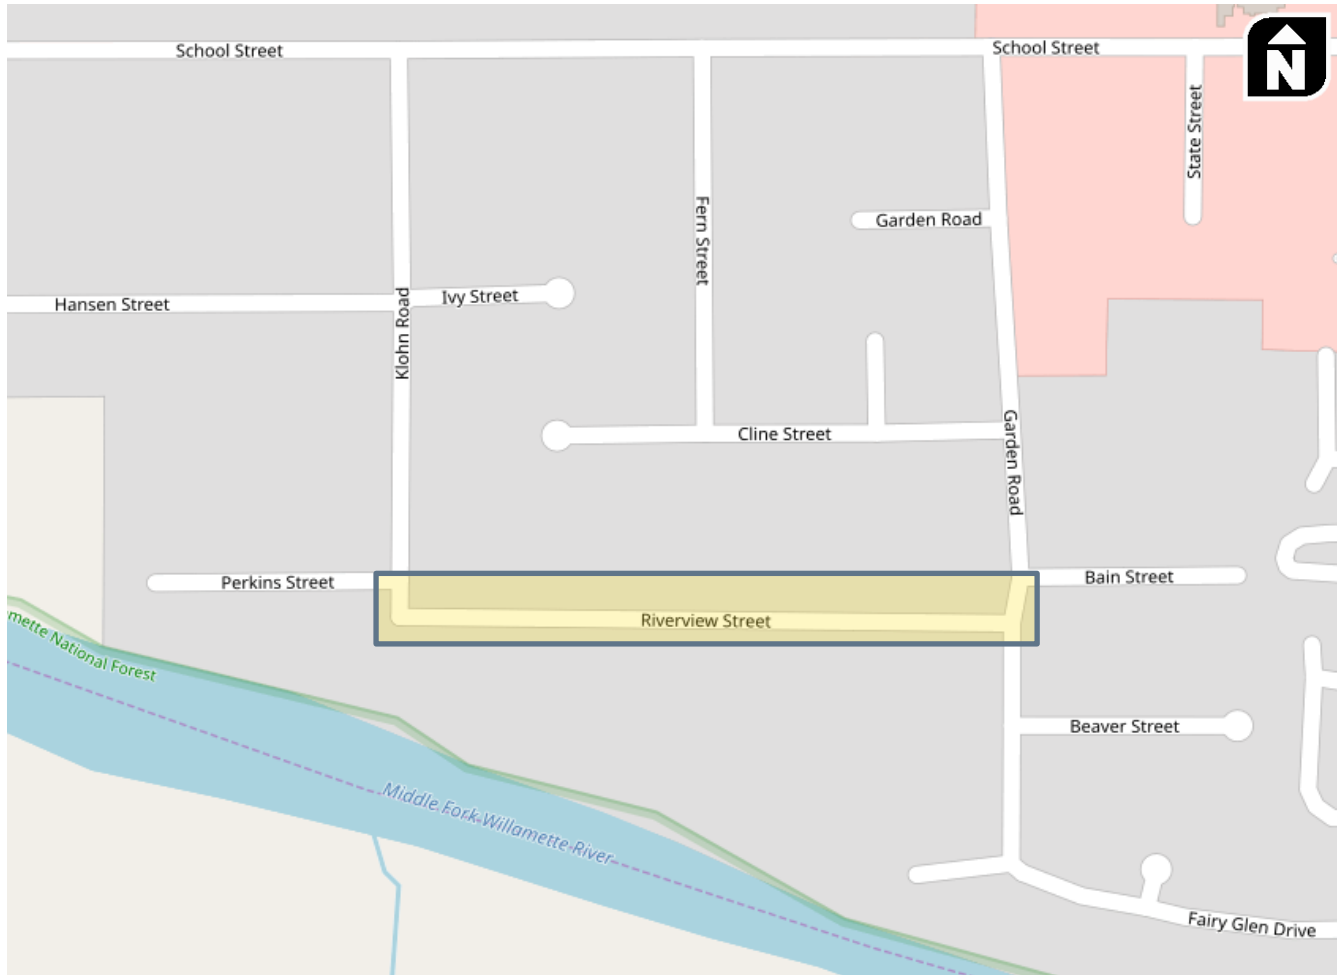 School Street
School Street
N
State Street
Fern Street
Garden Road
Hansen Street
Ivy Street
Klohn Road
Cline Street
Garden Road
Perkins Street
Bain Street
Riverview Street
mette National Forest
Beaver Street
Middle Fork Willamette River
Fairy Glen Drive